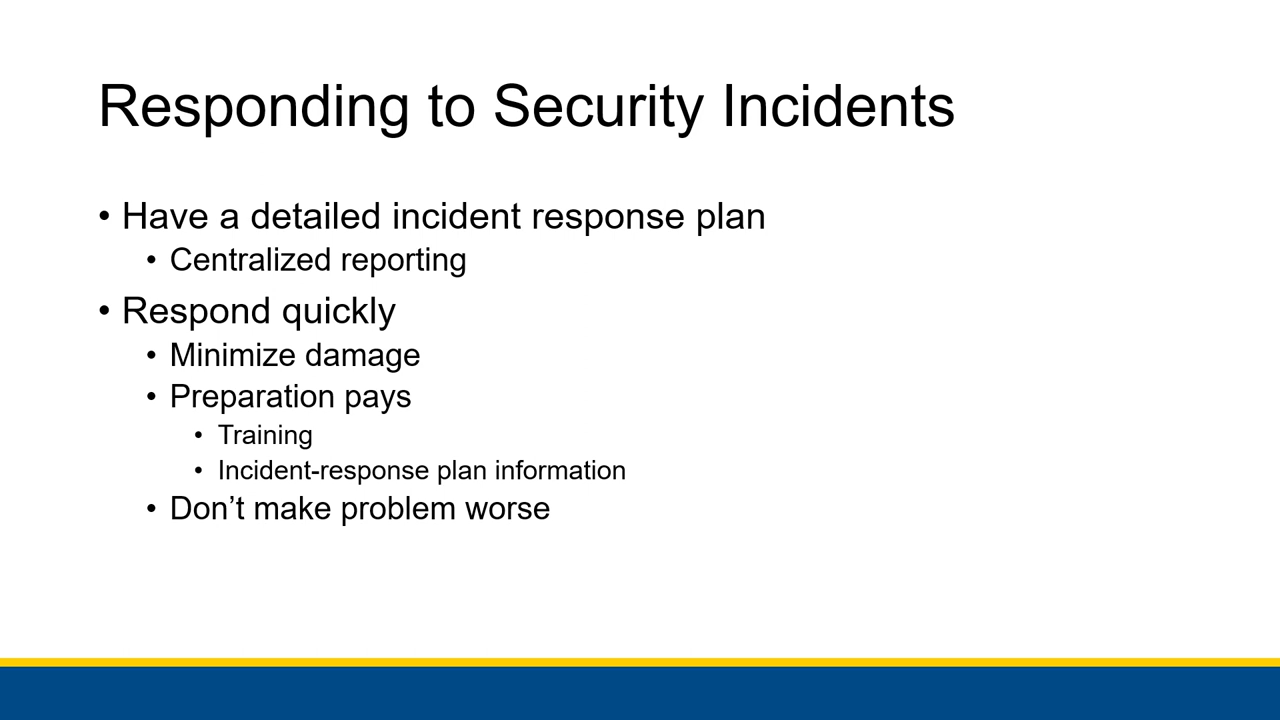 Responding to Security Incidents
• Have a detailed incident response plan
• Centralized reporting
• Respond quickly
• Minimize damage
• Preparation pays
• Training
• Incident-response plan information
• Don’t make problem worse